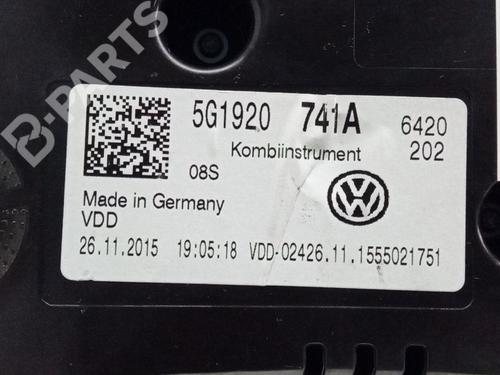 B-PARTS
5G1920 741A 6420
Kombiinstrument 202
08S
Made in Germany
VDD
26.11.2015 19:05:18 VDD-02426.11.1555021751